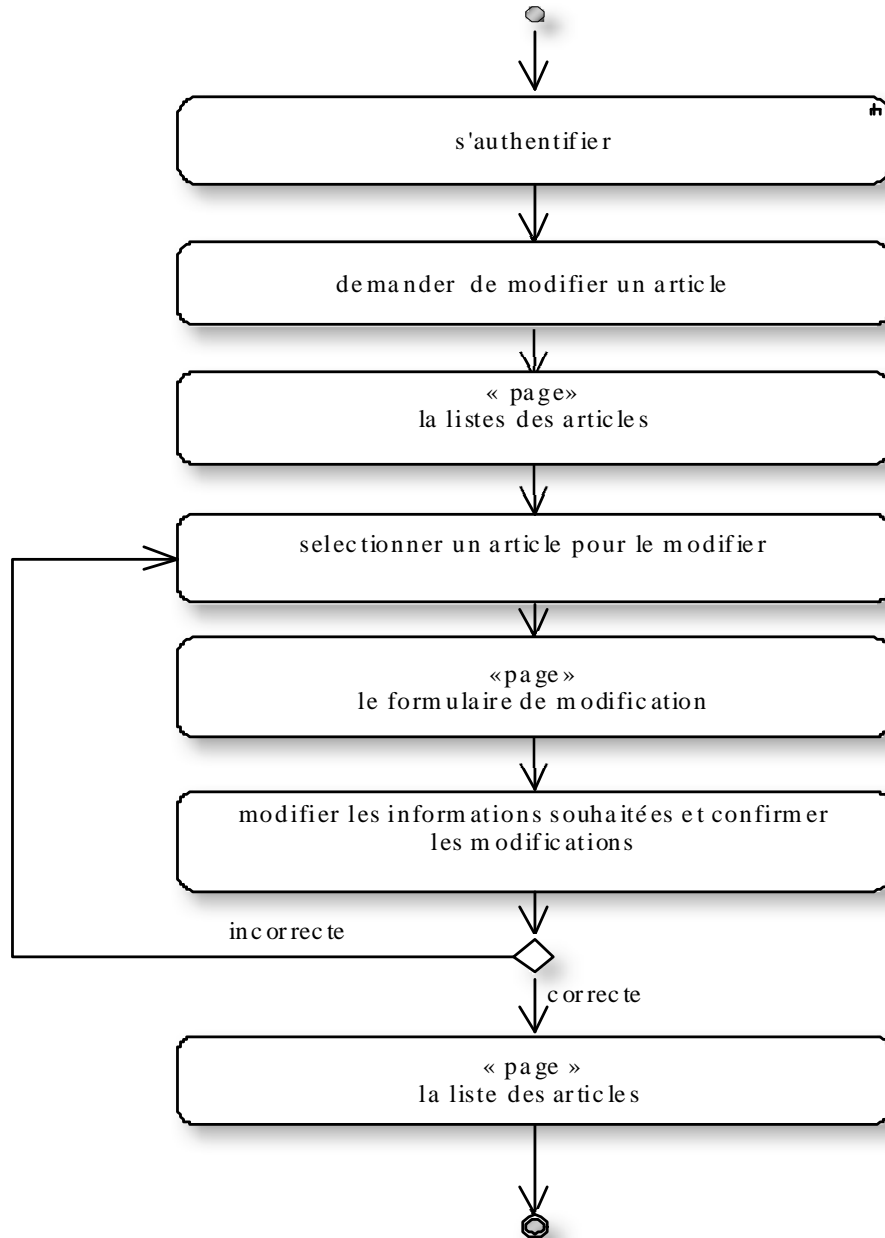 s'authentifier
demander de modifier un article
« page»
la listes des articles
selectionner un article pour le modifier
«page»
le formulaire de modification
modifier les informations souhaitées et confirmer
les modifications
incorrecte
correcte
« page »
la liste des articles